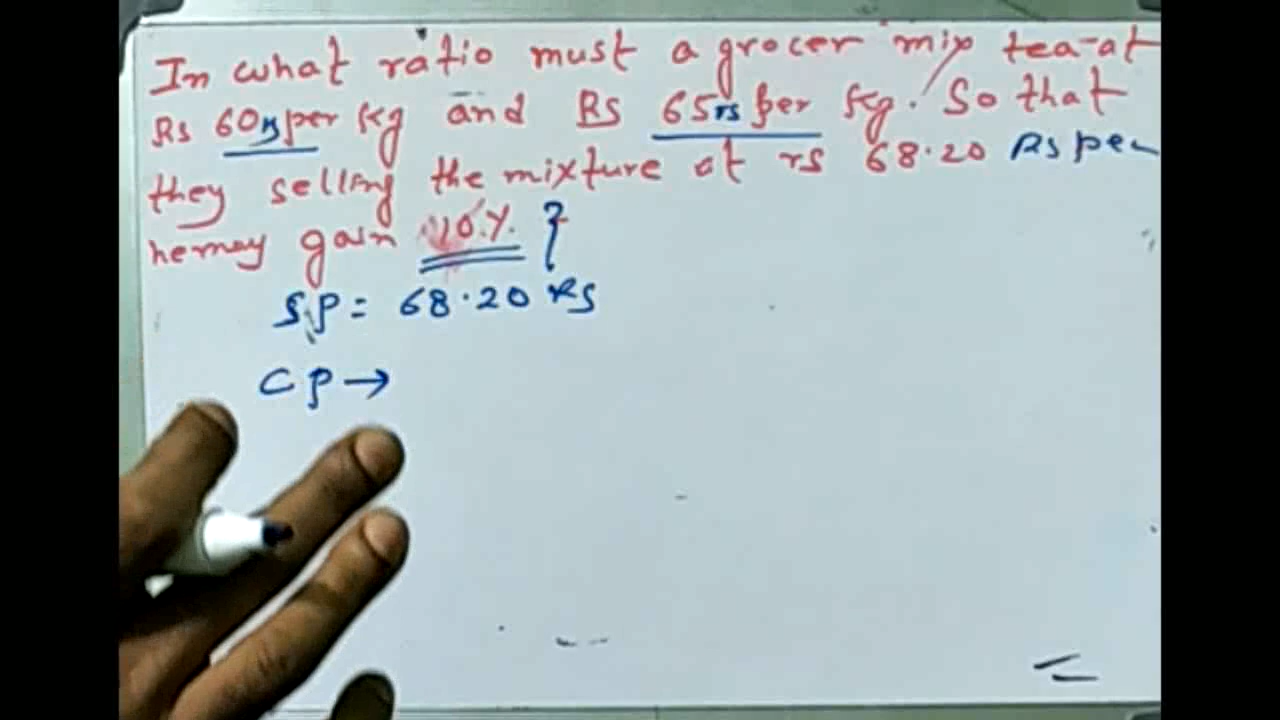 In what ratio must a grocer mix tea-at
Rs 60rs per kg and Rs 65rs per kg. So that
they selling the mixture at rs 68.20 Rs per
he may gain 10%. ?
SP = 68.20 RS
CP →